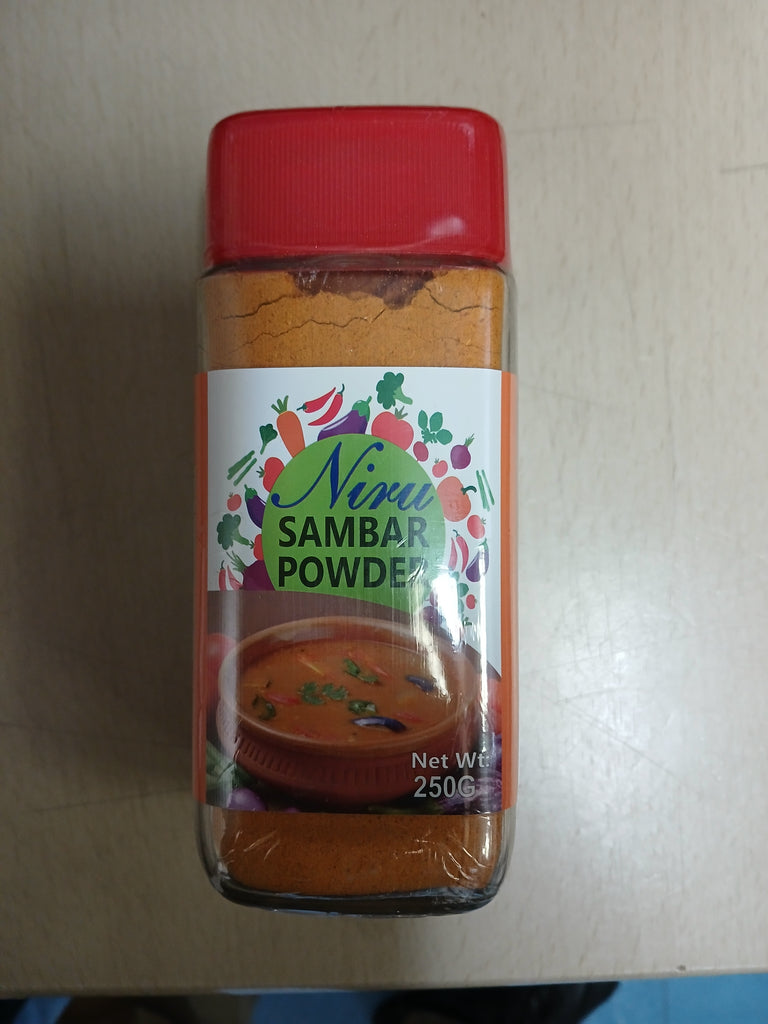 Niru
SAMBAR
POWDER
Net Wt:
250G